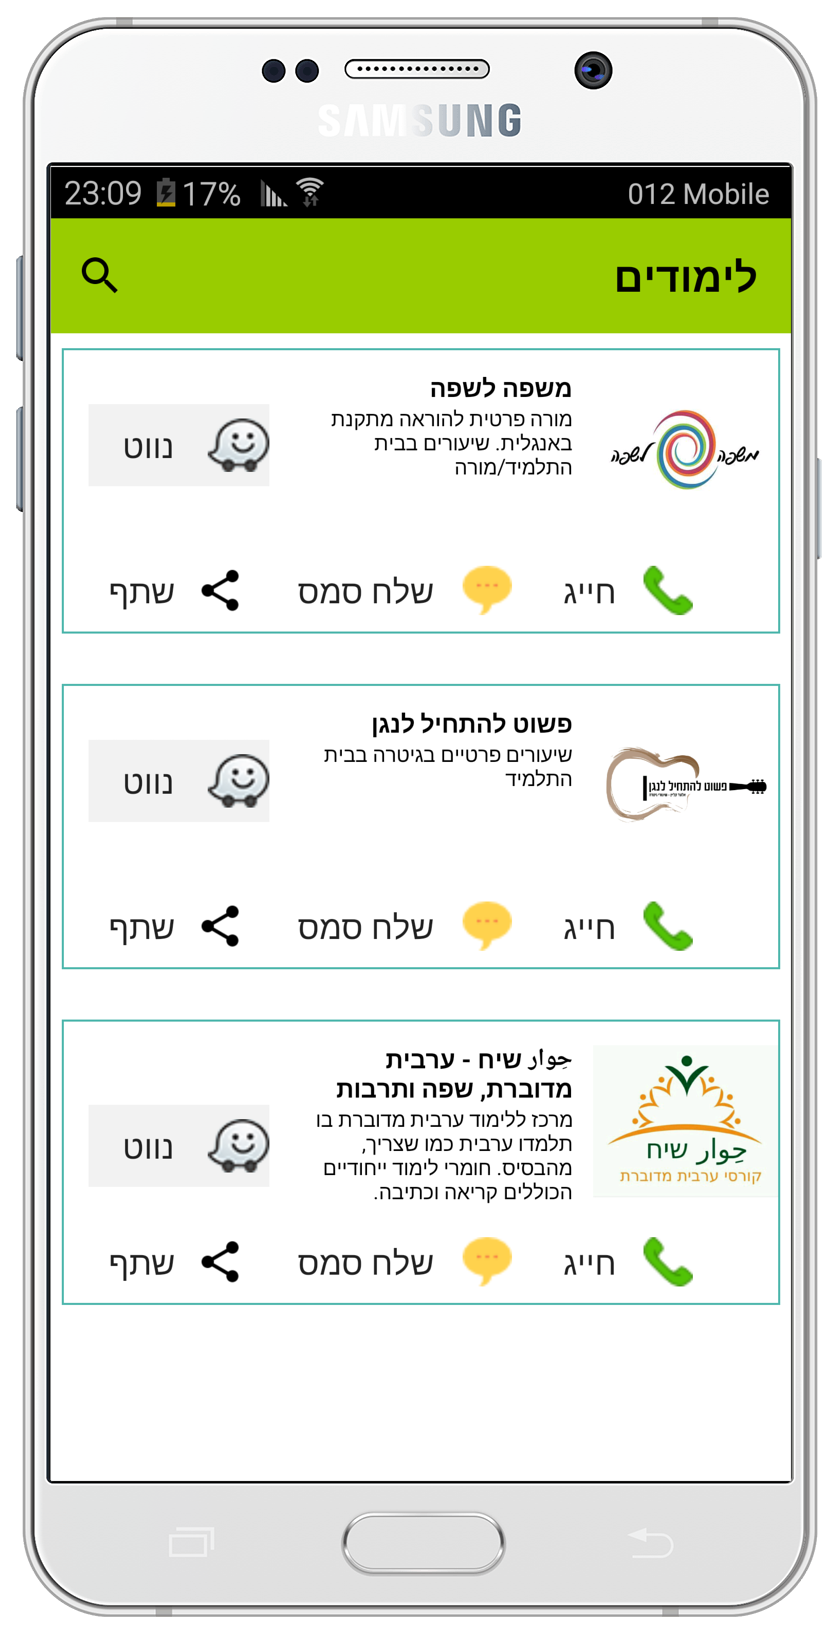 SAMSUNG
23:09 17% 012 Mobile
לימודים
משפה לשפה
משפה לשפה
מורה פרטית להוראה מתקנת
באנגלית. שיעורים בבית
התלמיד/מורה
נווט
חייג
שלח סמס
שתף
פשוט להתחיל לנגן
פשוט להתחיל לנגן
שיעורים פרטיים בגיטרה בבית
התלמיד
נווט
חייג
שלח סמס
שתף
حِوار שיח
קורסי ערבית מדוברת
حِوار שיח - ערבית
מדוברת, שפה ותרבות
מרכז ללימוד ערבית מדוברת בו
תלמדו ערבית כמו שצריך,
מהבסיס. חומרי לימוד ייחודיים
הכוללים קריאה וכתיבה.
נווט
חייג
שלח סמס
שתף